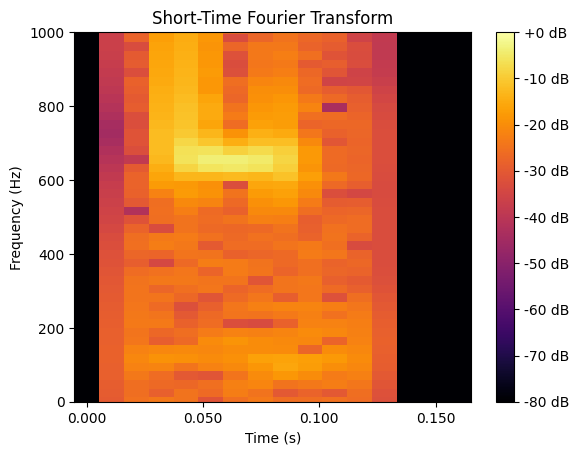 Short-Time Fourier Transform
1000
800
600
400
200
0
Frequency (Hz)
0.000
0.050
0.100
0.150
Time (s)
+0 dB
-10 dB
-20 dB
-30 dB
-40 dB
-50 dB
-60 dB
-70 dB
-80 dB